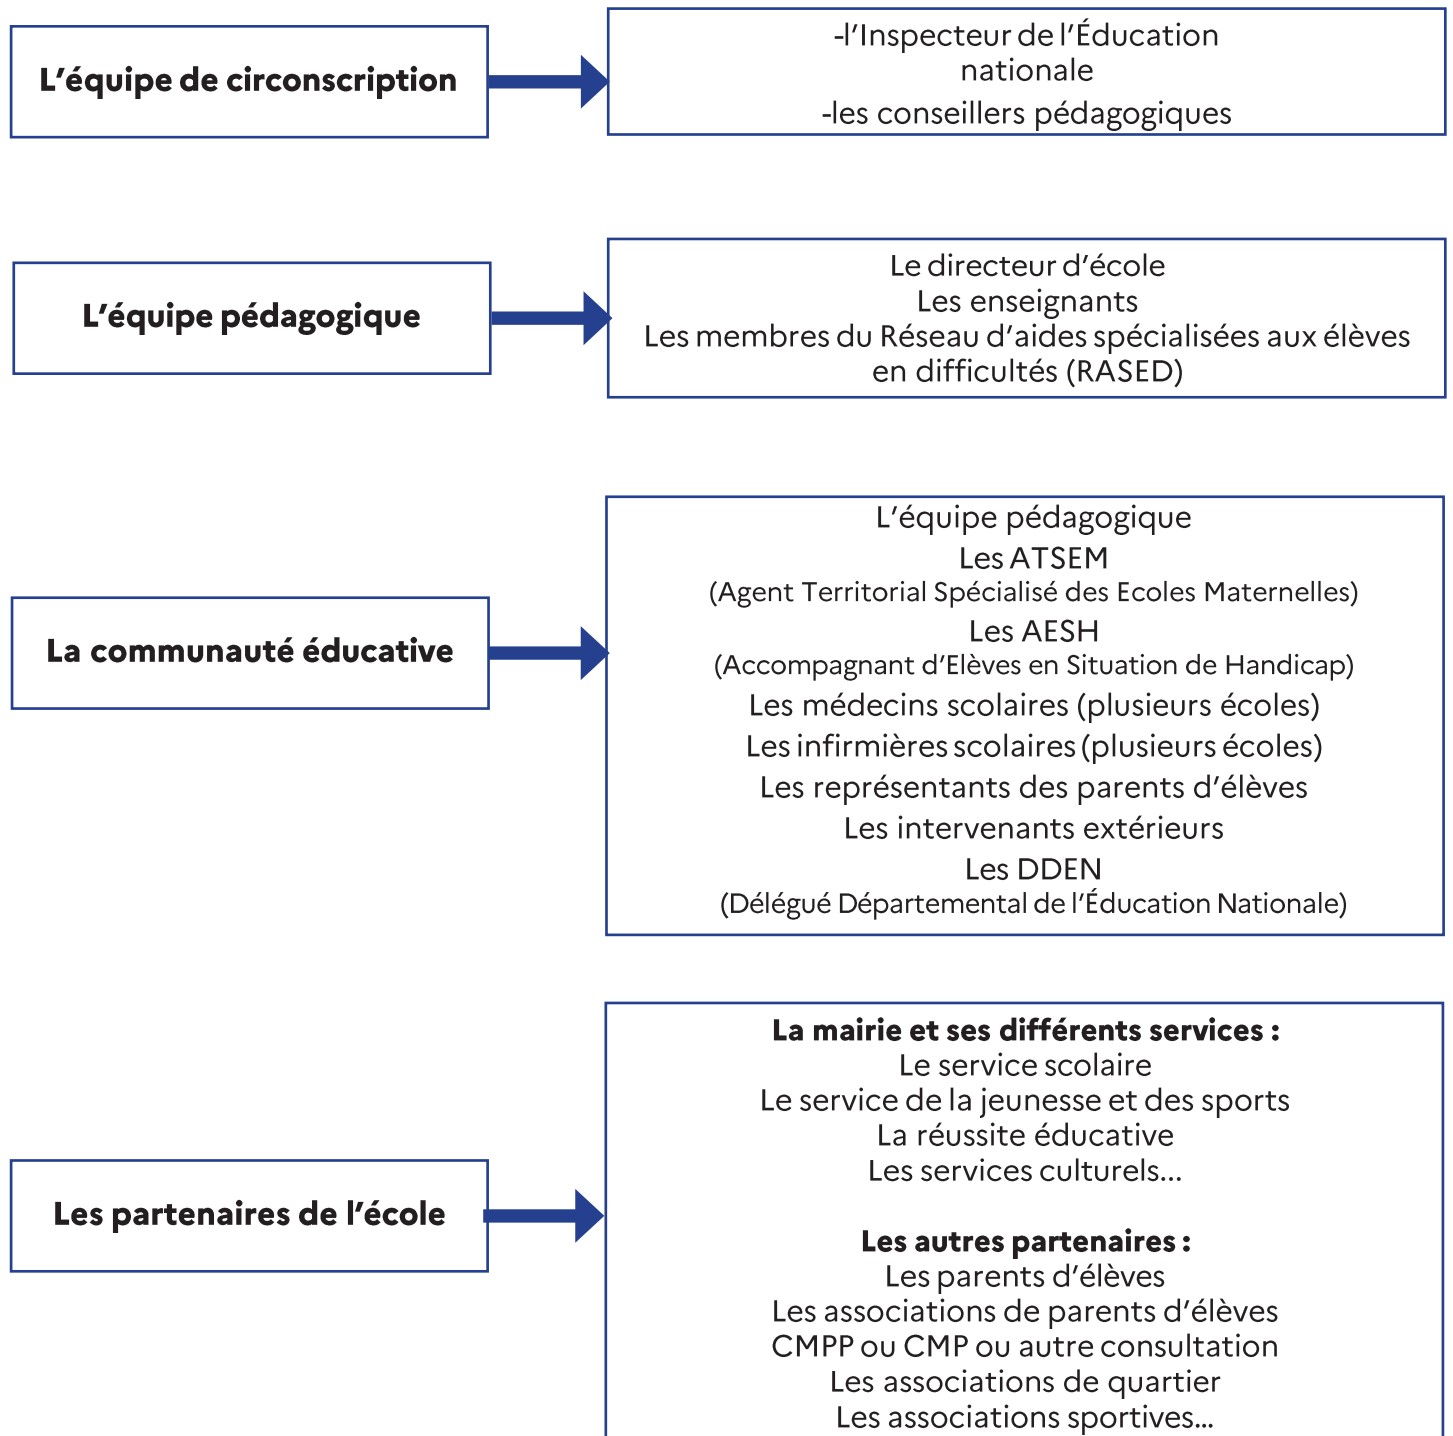 L'équipe de circonscription
-l'Inspecteur de l'Éducation
nationale
-les conseillers pédagogiques
L'équipe pédagogique
Le directeur d'école
Les enseignants
Les membres du Réseau d'aides spécialisées aux élèves
en difficultés (RASED)
La communauté éducative
L'équipe pédagogique
Les ATSEM
(Agent Territorial Spécialisé des Ecoles Maternelles)
Les AESH
(Accompagnant d'Elèves en Situation de Handicap)
Les médecins scolaires (plusieurs écoles)
Les infirmières scolaires (plusieurs écoles)
Les représentants des parents d'élèves
Les intervenants extérieurs
Les DDEN
(Délégué Départemental de l'Éducation Nationale)
Les partenaires de l'école
La mairie et ses différents services :
Le service scolaire
Le service de la jeunesse et des sports
La réussite éducative
Les services culturels...
Les autres partenaires :
Les parents d'élèves
Les associations de parents d'élèves
CMPP ou CMP ou autre consultation
Les associations de quartier
Les associations sportives...